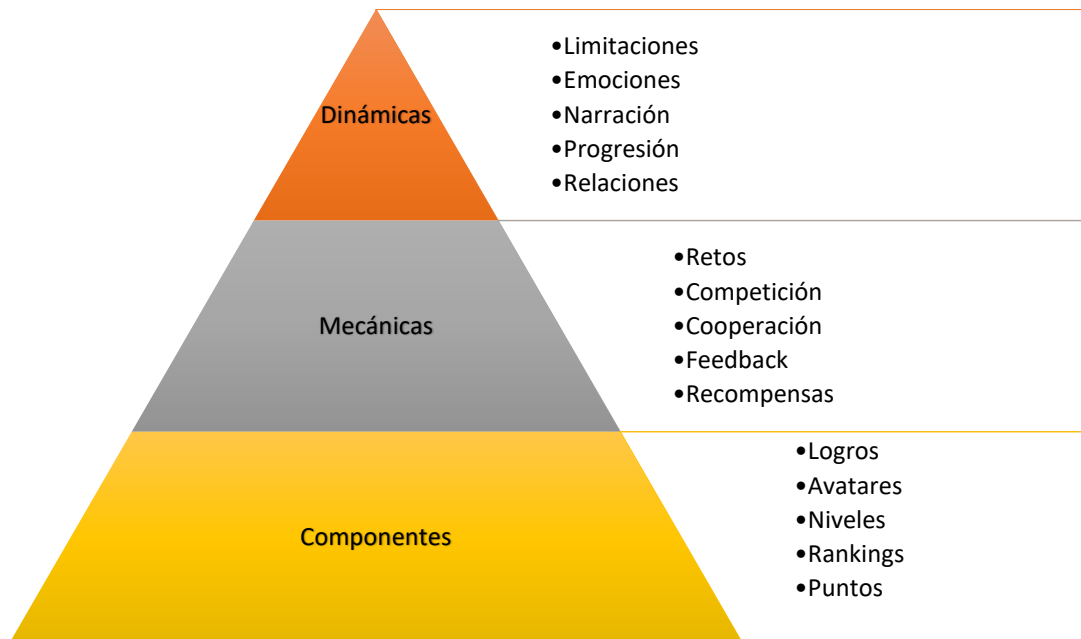 Dinámicas
•Limitaciones
•Emociones
•Narración
•Progresión
•Relaciones
Mecánicas
•Retos
•Competición
•Cooperación
•Feedback
•Recompensas
Componentes
•Logros
•Avatares
•Niveles
•Rankings
•Puntos